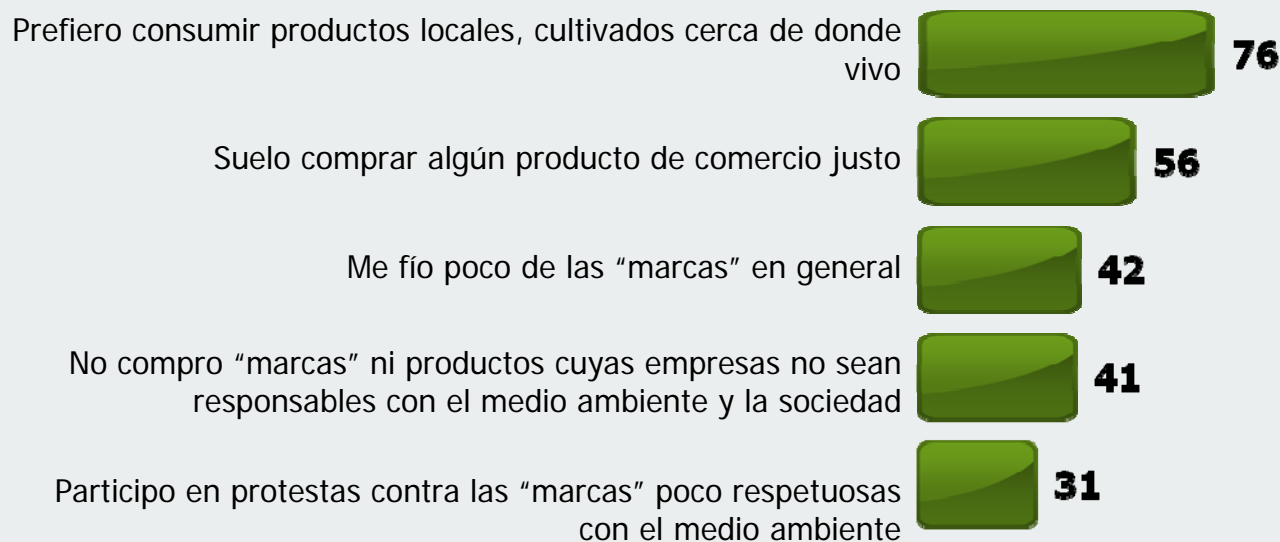 Prefiero consumir productos locales, cultivados cerca de donde
vivo
76
Suelo comprar algún producto de comercio justo
56
Me fío poco de las “marcas” en general
42
No compro “marcas” ni productos cuyas empresas no sean
responsables con el medio ambiente y la sociedad
41
Participo en protestas contra las “marcas” poco respetuosas
con el medio ambiente
31